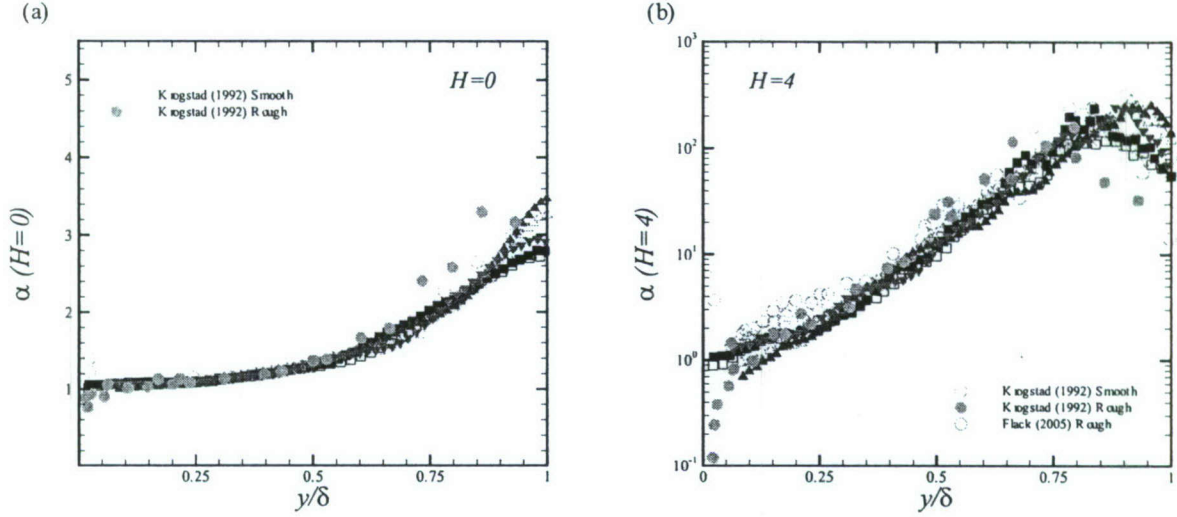 (a)
H=0
Krogstad (1992) Smooth
Krogstad (1992) Rough
α (H=0)
5
4
3
2
1
0.25
0.5
0.75
1
y/δ
(b)
H=4
Krogstad (1992) Smooth
Krogstad (1992) Rough
Flack (2005) Rough
α (H=4)
10³
10²
10¹
10⁰
10⁻¹
0
0.25
0.5
0.75
1
y/δ